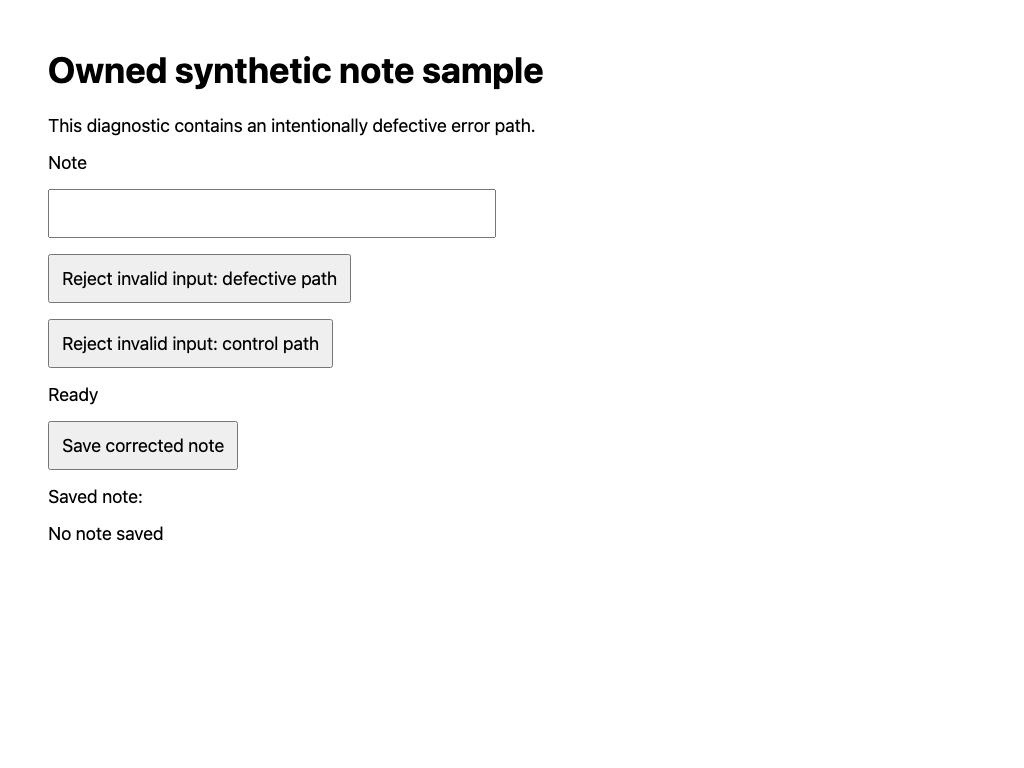 Owned synthetic note sample
This diagnostic contains an intentionally defective error path.
Note
Reject invalid input: defective path
Reject invalid input: control path
Ready
Save corrected note
Saved note:
No note saved